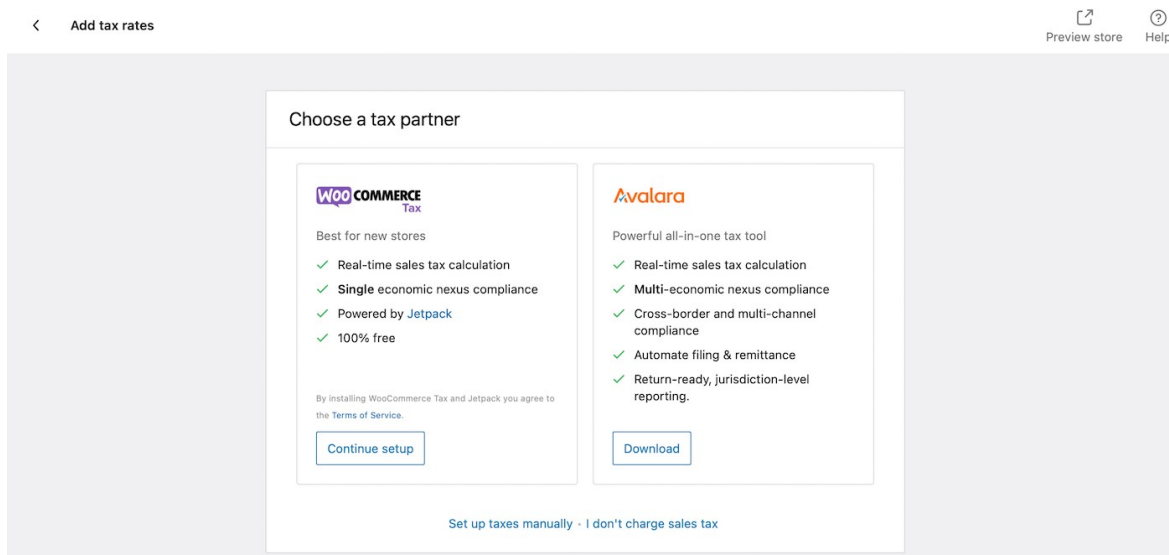 Add tax rates
Preview store
Help
Choose a tax partner
WOO COMMERCE
Tax
Best for new stores
Real-time sales tax calculation
Single economic nexus compliance
Powered by Jetpack
100% free
By installing WooCommerce Tax and Jetpack you agree to
the Terms of Service.
Continue setup
Avalara
Powerful all-in-one tax tool
Real-time sales tax calculation
Multi-economic nexus compliance
Cross-border and multi-channel
compliance
Automate filing & remittance
Return-ready, jurisdiction-level
reporting.
Download
Set up taxes manually - I don't charge sales tax